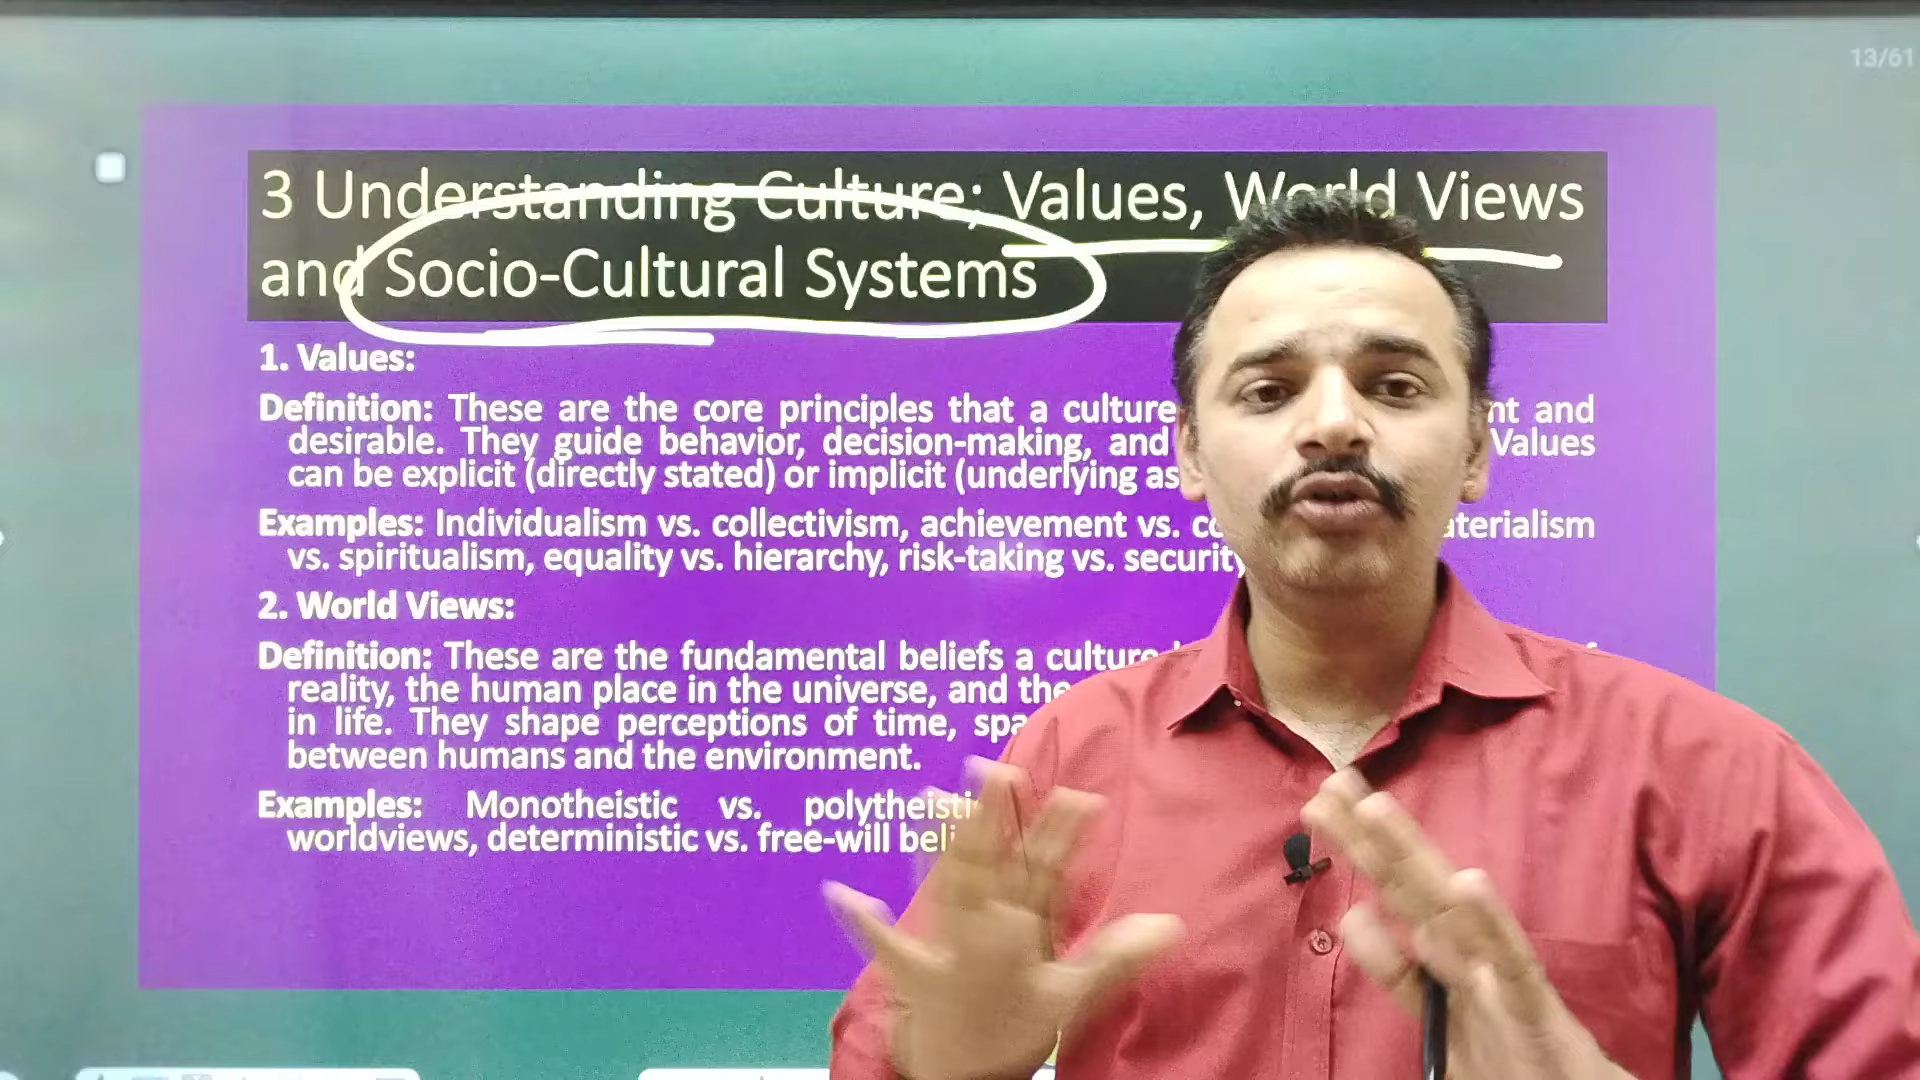 13/61
3 Understanding Culture; Values, World Views
and Socio-Cultural Systems
1. Values:
Definition: These are the core principles that a culture nt and
desirable. They guide behavior, decision-making, and Values
can be explicit (directly stated) or implicit (underlying as
Examples: Individualism vs. collectivism, achievement vs. co aterialism
vs. spiritualism, equality vs. hierarchy, risk-taking vs. security
2. World Views:
Definition: These are the fundamental beliefs a culture
reality, the human place in the universe, and the
in life. They shape perceptions of time, spa
between humans and the environment.
Examples: Monotheistic vs. polytheisti
worldviews, deterministic vs. free-will beli